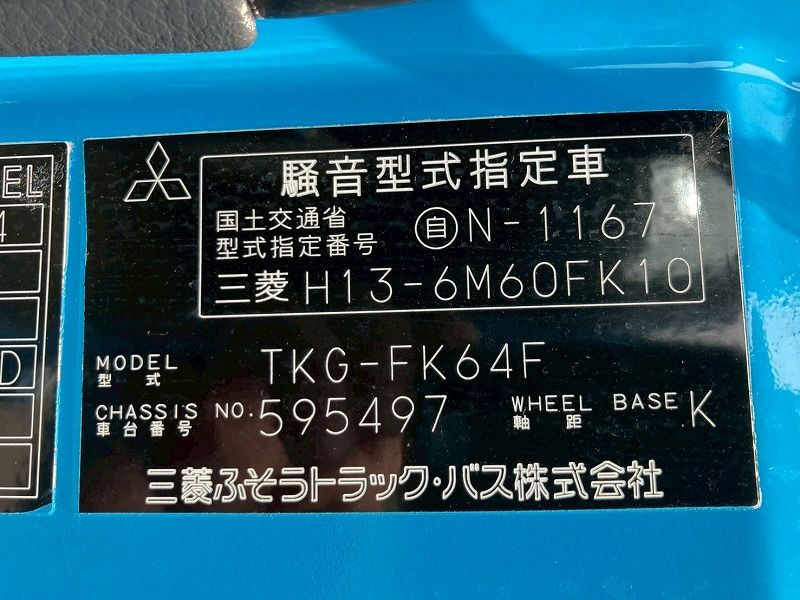 EL
4
D
騒音型式指定車
国土交通省
型式指定番号 自 N-1167
三菱 H13-6M60FK10
MODEL
型式 TKG-FK64F
CHASSIS NO.
車台番号 595497 WHEEL BASE
軸距 K
三菱ふそうトラック・バス株式会社